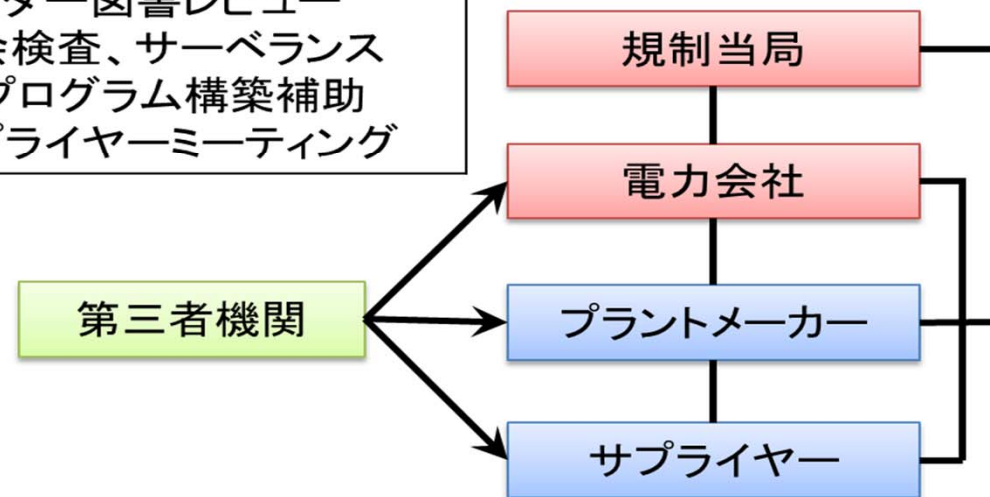 ダー図書レビュー
会検査、サーベランス
プログラム構築補助
プライヤーミーティング
規制当局
電力会社
第三者機関
プラントメーカー
サプライヤー